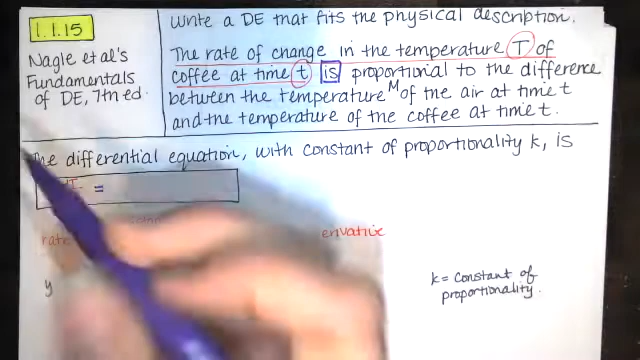 1.1.15
Nagle et al's
Fundamentals
of DE, 7th ed.
Write a DE that fits the physical description.
The rate of change in the temperature T of
coffee at time t is proportional to the difference
between the temperature M of the air at time t
and the temperature of the coffee at time t.
The differential equation, with constant of proportionality k, is
=
rate
erivative
y
k = constant of
proportionality.